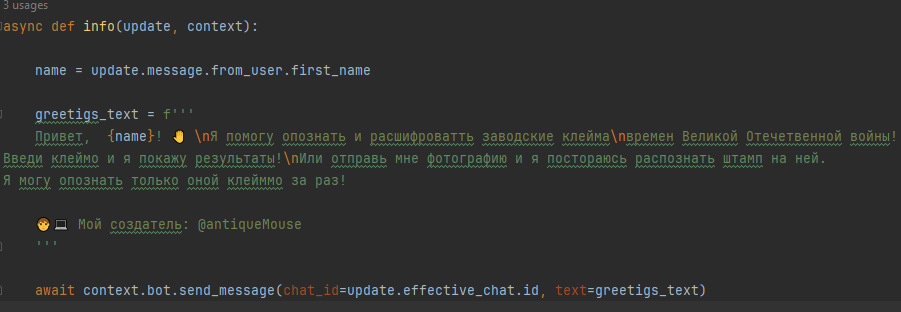 3 usages
async def info(update, context):
name = update.message.from_user.first_name
greetigs_text = f'''
Привет, {name}! 🤚 \nЯ помогу опознать и расшифроватть заводские клейма\nвремен Великой Отечетвенной войны!
Введи клеймо и я покажу результаты!\nИли отправь мне фотографию и я постораюсь распознать штамп на ней.
Я могу опознать только оной клейммо за раз!
🧑💻 Мой создатель: @antiqueMouse
'''
await context.bot.send_message(chat_id=update.effective_chat.id, text=greetigs_text)